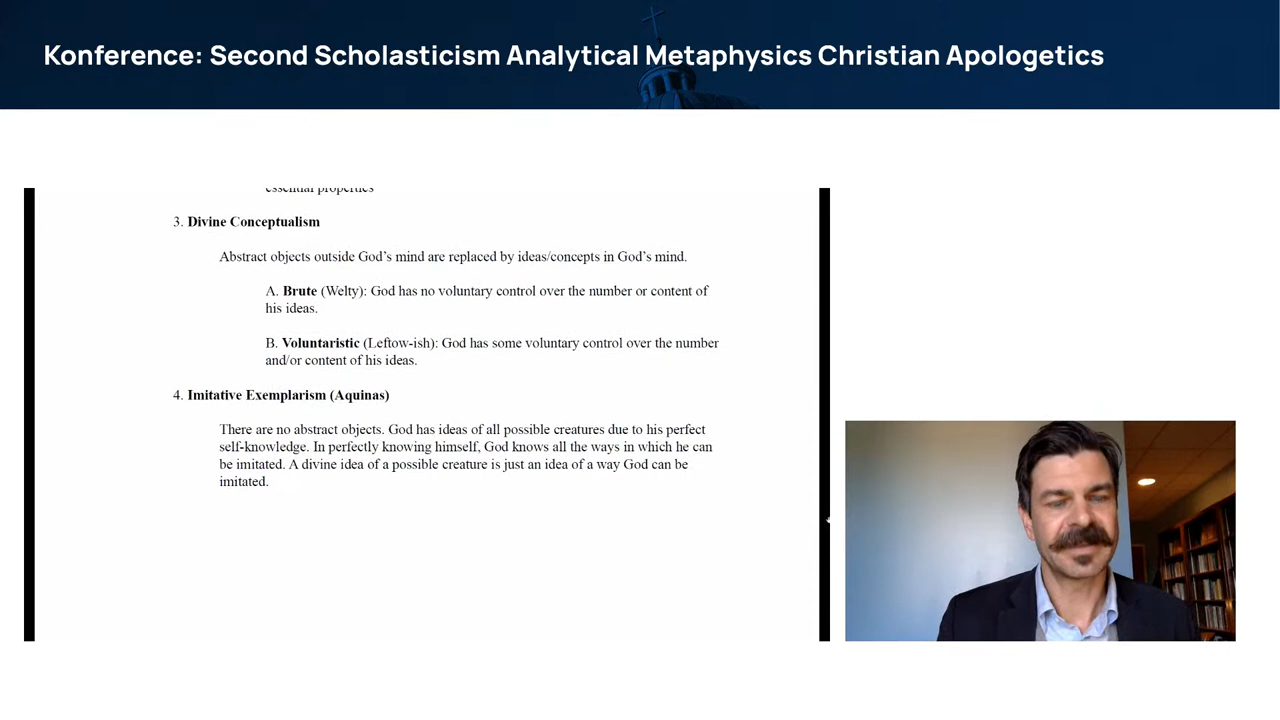 Konference: Second Scholasticism Analytical Metaphysics Christian Apologetics
essential properties
3. Divine Conceptualism
Abstract objects outside God's mind are replaced by ideas/concepts in God's mind.
A. Brute (Welty): God has no voluntary control over the number or content of
his ideas.
B. Voluntaristic (Leftow-ish): God has some voluntary control over the number
and/or content of his ideas.
4. Imitative Exemplarism (Aquinas)
There are no abstract objects. God has ideas of all possible creatures due to his perfect
self-knowledge. In perfectly knowing himself, God knows all the ways in which he can
be imitated. A divine idea of a possible creature is just an idea of a way God can be
imitated.